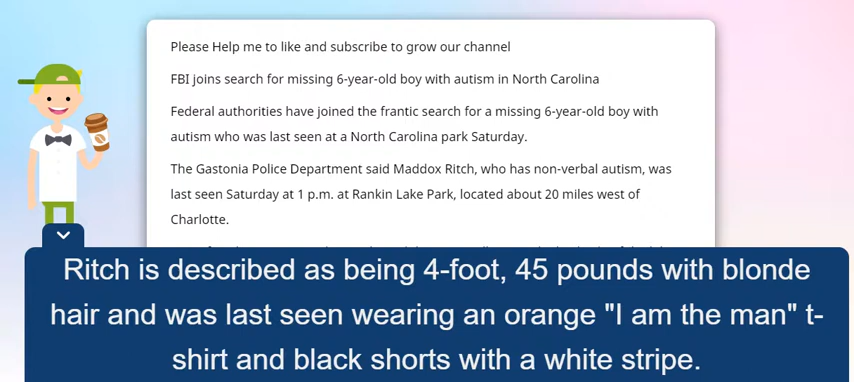 Please Help me to like and subscribe to grow our channel
FBI joins search for missing 6-year-old boy with autism in North Carolina
Federal authorities have joined the frantic search for a missing 6-year-old boy with
autism who was last seen at a North Carolina park Saturday.
The Gastonia Police Department said Maddox Ritch, who has non-verbal autism, was
last seen Saturday at 1 p.m. at Rankin Lake Park, located about 20 miles west of
Charlotte.
Ritch is described as being 4-foot, 45 pounds with blonde
hair and was last seen wearing an orange "I am the man" t-
shirt and black shorts with a white stripe.